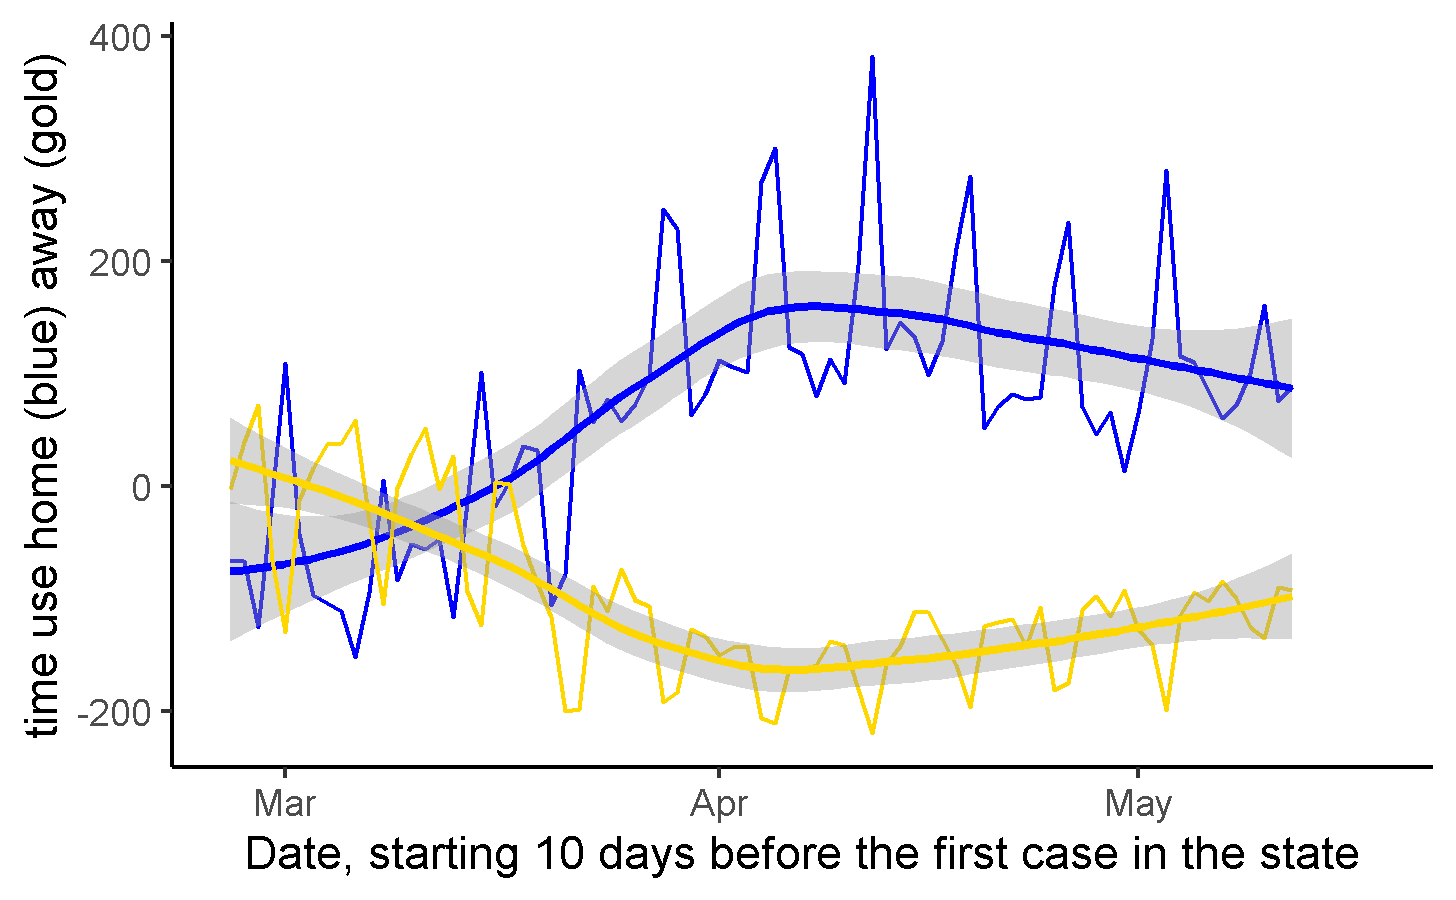 time use home (blue) away (gold)
400
200
0
-200
Mar Apr May
Date, starting 10 days before the first case in the state